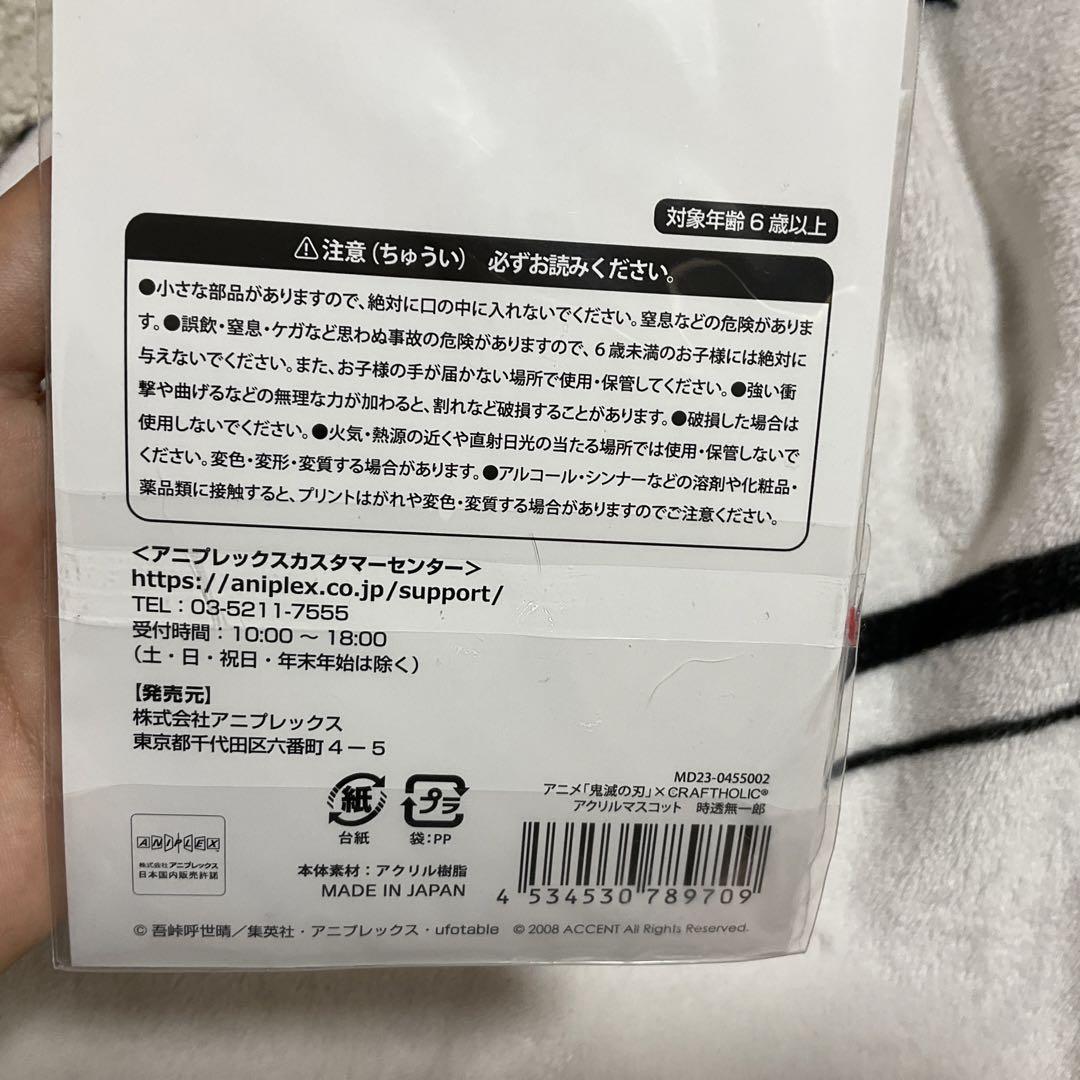 対象年齢6歳以上
⚠注意(ちゅうい) 必ずお読みください。
●小さな部品がありますので、絶対に口の中に入れないでください。窒息などの危険がありま
す。●誤飲・窒息・ケガなど思わぬ事故の危険がありますので、6歳未満のお子様には絶対に
与えないでください。また、お子様の手が届かない場所で使用・保管してください。●強い衝
撃や曲げるなどの無理な力が加わると、割れなど破損することがあります。●破損した場合は
使用しないでください。●火気・熱源の近くや直射日光の当たる場所では使用・保管しないで
ください。変色・変形・変質する場合があります。●アルコール・シンナーなどの溶剤や化粧品・
薬品類に接触すると、プリントはがれや変色・変質する場合がありますのでご注意ください。
<アニプレックスカスタマーセンター>
https://aniplex.co.jp/support/
TEL:03-5211-7555
受付時間:10:00~18:00
(土・日・祝日・年末年始は除く)
【発売元】
株式会社アニプレックス
東京都千代田区六番町4-5
MD23-0455002
アニメ「鬼滅の刃」×CRAFTHOLIC®
アクリルマスコット 時透無一郎
紙
台紙
プラ
袋:PP
ANIPLEX
株式会社アニプレックス
日本国内販売許諾
本体素材:アクリル樹脂
MADE IN JAPAN
4 534530 789709
© 吾峠呼世晴/集英社・アニプレックス・ufotable © 2008 ACCENT All Rights Reserved.